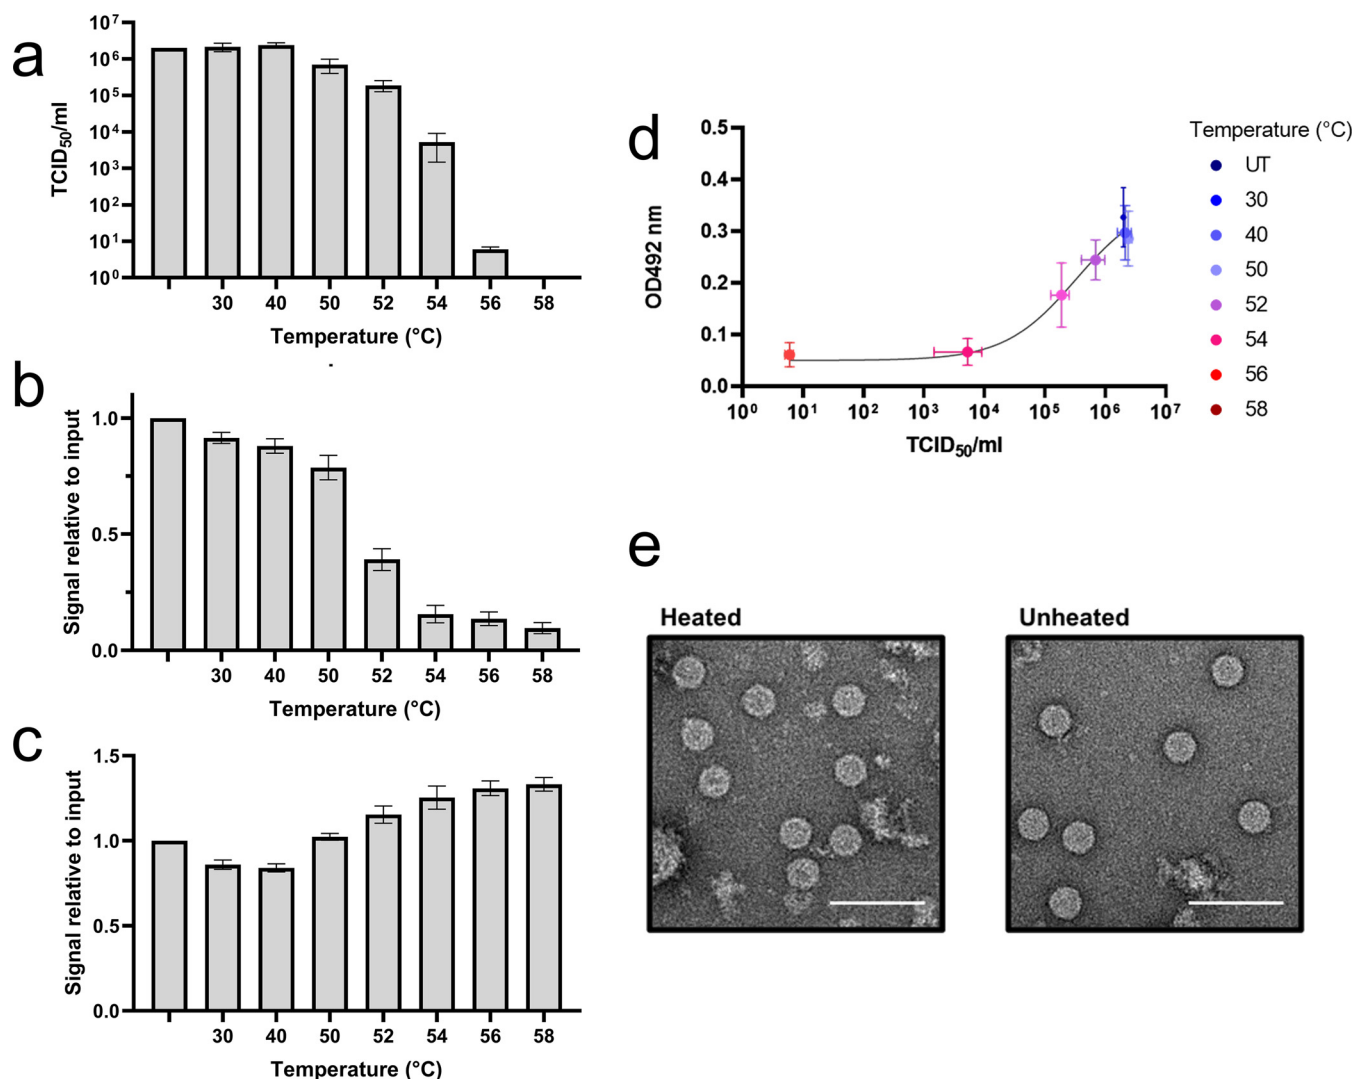 a
10⁷
10⁶
10⁵
10⁴
10³
10²
10¹
10⁰
TCID₅₀/ml
30 40 50 52 54 56 58
Temperature (°C)
b
1.0
0.5
0.0
Signal relative to input
30 40 50 52 54 56 58
Temperature (°C)
c
1.5
1.0
0.5
0.0
Signal relative to input
30 40 50 52 54 56 58
Temperature (°C)
d
0.5
0.4
0.3
0.2
0.1
0.0
OD492 nm
10⁰ 10¹ 10² 10³ 10⁴ 10⁵ 10⁶ 10⁷
TCID₅₀/ml
Temperature (°C)
UT
30
40
50
52
54
56
58
e
Heated
Unheated